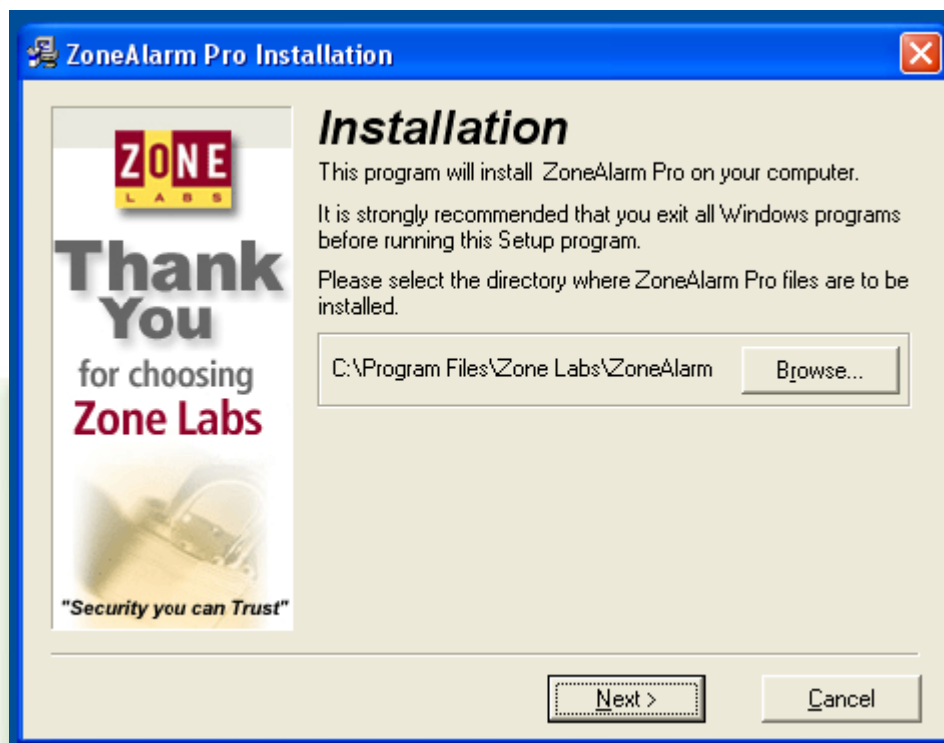 ZoneAlarm Pro Installation
ZONE
LABS
Thank
You
for choosing
Zone Labs
"Security you can Trust"
Installation
This program will install  ZoneAlarm Pro on your computer.
It is strongly recommended that you exit all Windows programs
before running this Setup program.
Please select the directory where ZoneAlarm Pro files are to be
installed.
C:\Program Files\Zone Labs\ZoneAlarm
Browse...
Next >
Cancel